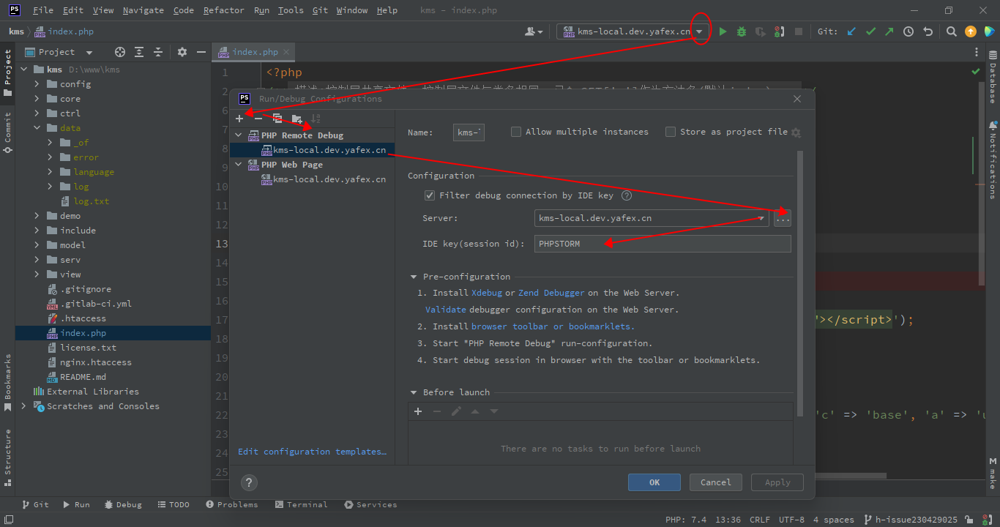 PS File Edit View Navigate Code Refactor Run Tools Git Window Help kms - index.php
kms index.php kms-local.dev.yafex.cn Git:
Project
Commit
Bookmarks
Structure
Project
kms D:\www\kms
config
core
ctrl
data
_of
error
language
log
log.txt
demo
include
model
serv
view
.gitignore
.gitlab-ci.yml
.htaccess
index.php
license.txt
nginx.htaccess
README.md
External Libraries
Scratches and Consoles
index.php
1 <?php
2
6
7
8
9
10
11
12
13
14
15
16
17 "></script>');
18
19
20
21
22 'c' => 'base', 'a' => 'u
23
24
25
PS Run/Debug Configurations
PHP Remote Debug
kms-local.dev.yafex.cn
PHP Web Page
kms-local.dev.yafex.cn
Edit configuration templates…
Name: kms-l Allow multiple instances Store as project file
Configuration
Filter debug connection by IDE key
Server: kms-local.dev.yafex.cn ...
IDE key(session id): PHPSTORM
Pre-configuration
1. Install Xdebug or Zend Debugger on the Web Server.
Validate debugger configuration on the Web Server.
2. Install browser toolbar or bookmarklets.
3. Start "PHP Remote Debug" run-configuration.
4. Start debug session in browser with the toolbar or bookmarklets.
Before launch
There are no tasks to run before launch
? OK Cancel Apply
Database
Notifications
M make
Git Run Debug TODO Problems Terminal Services
PHP: 7.4 13:36 CRLF UTF-8 4 spaces h-issue230429025